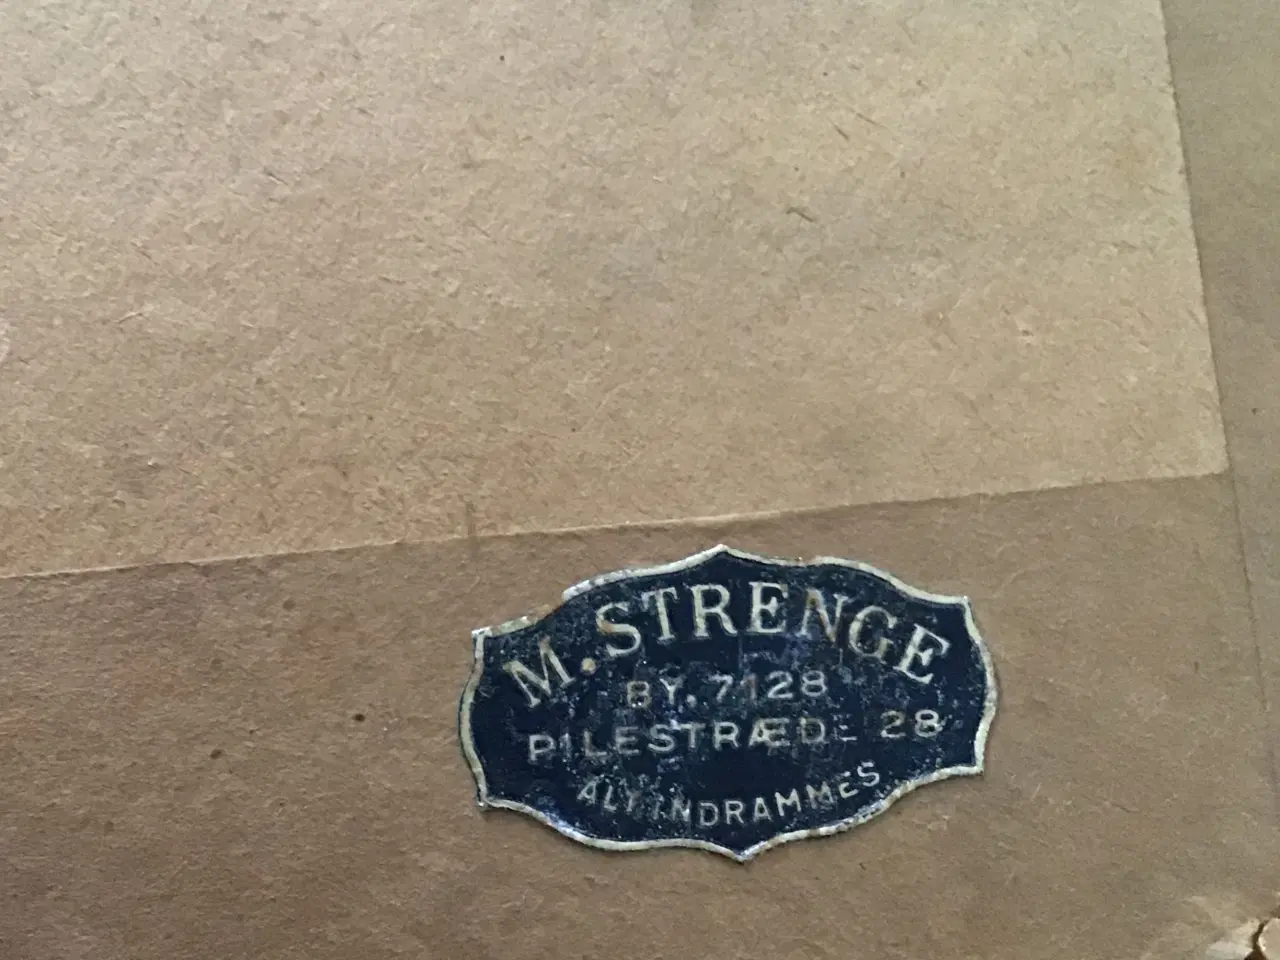 M. STRENGE
BY. 7128
PILESTRÆDE 28
ALT INDRAMMES